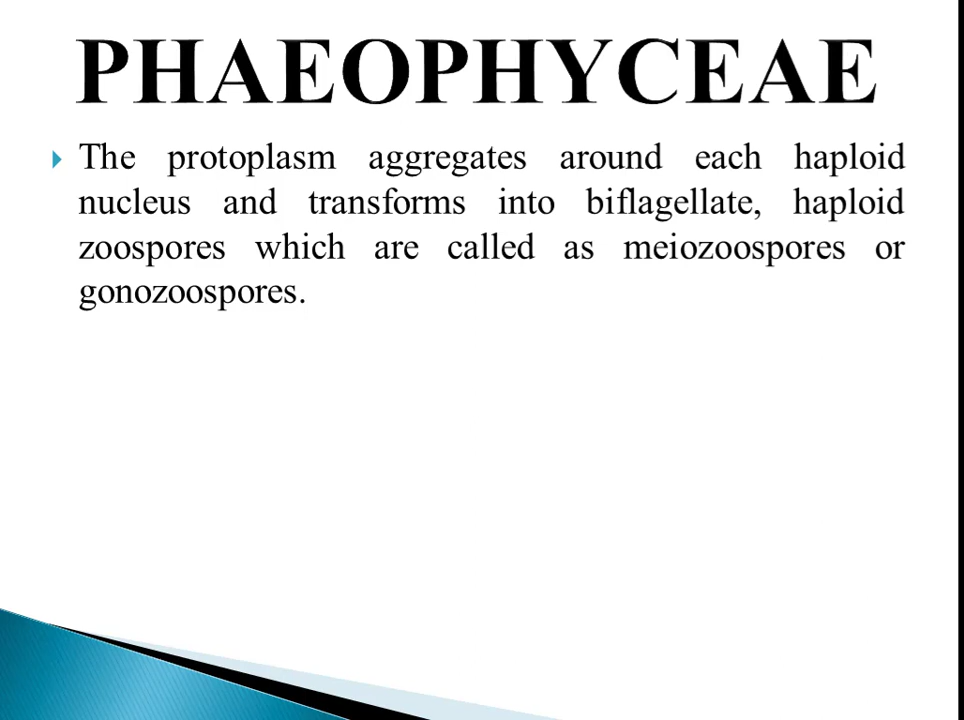 PHAEOPHYCEAE
The protoplasm aggregates around each haploid
nucleus and transforms into biflagellate, haploid
zoospores which are called as meiozoospores or
gonozoospores.